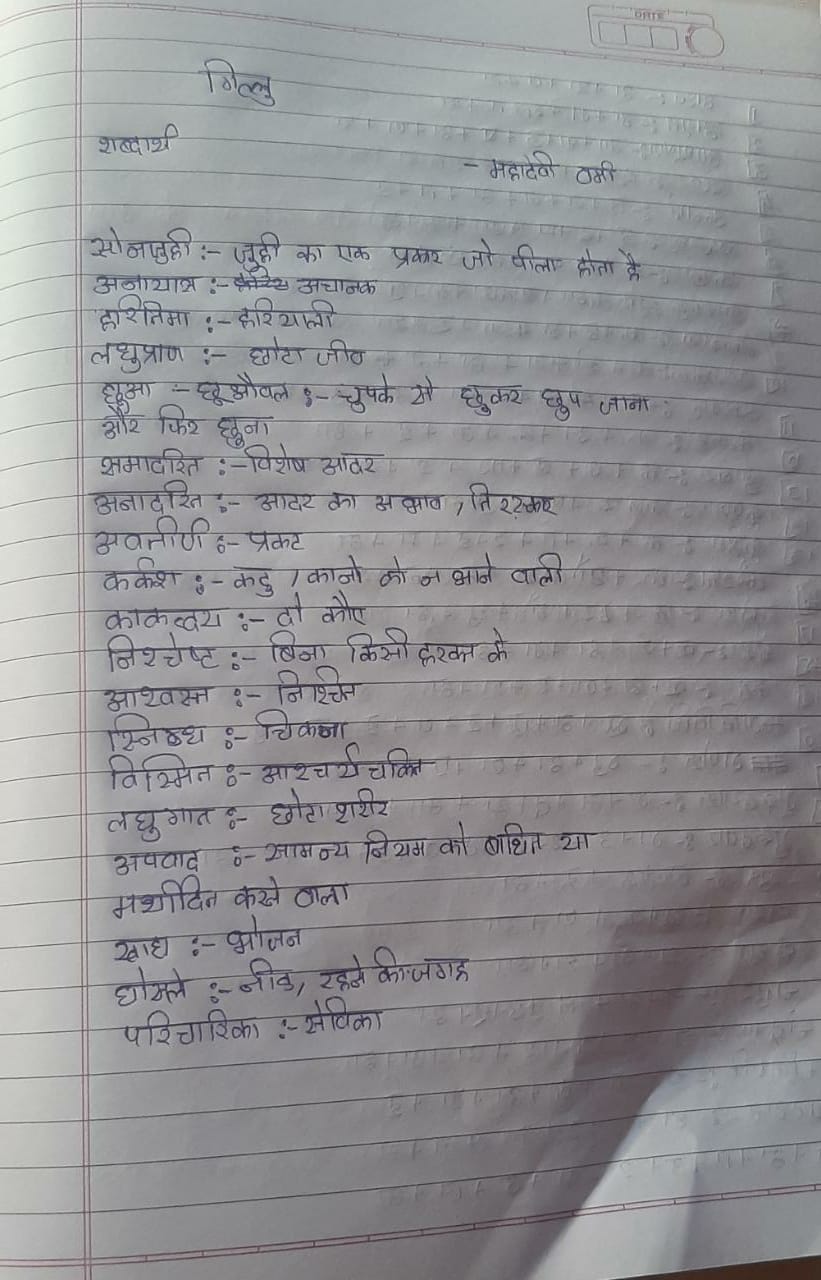 DATE
गिल्लु
शब्दार्थ
- महादेवी वर्मा
सोनजुही :- जुही का एक प्रकार जो पीला होता है
अनायास :- अचानक
हरितिमा :- हरियाली
लघुप्राण :- छोटा जीव
छुआ - छूऔवल :- चुपके से छुकर छुप जाना
और फिर छुना
समादरित :- विशेष आदर
अनादरित :- आदर का अभाव, तिरस्कार
अवतीर्ण :- प्रकट
कर्कश :- कटु, कानो को न भाने वाली
काकद्वय :- दो कौए
निश्चेष्ट :- बिना किसी हरकत के
आश्वस्त :- निश्चित
स्निग्ध :- चिकना
विस्मित :- आश्चर्यचकित
लघुगात :- छोटा शरीर
अपवाद :- सामन्य नियम को बाधित या
मर्यादित करने वाला
खाद्य :- भोजन
घोसले :- नीड़, रहने की जगह
परिचारिका :- सेविका